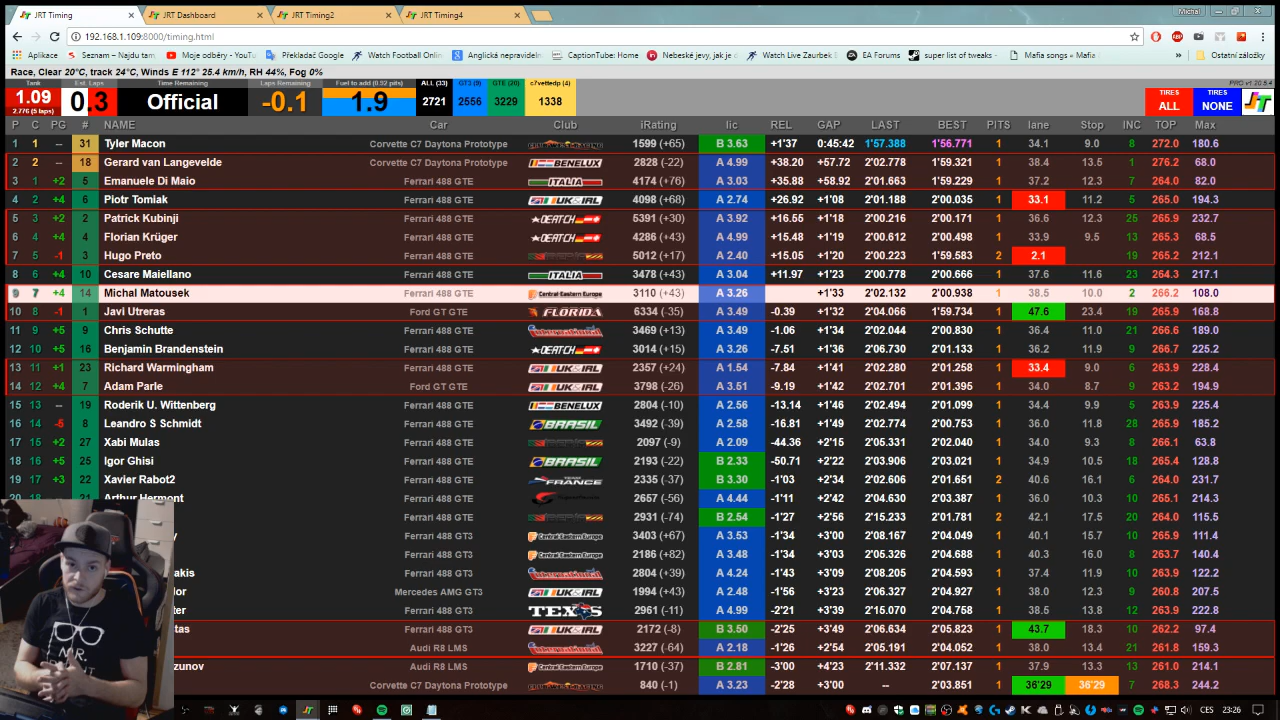 JRT Timing JRT Dashboard JRT Timing2 JRT Timing4 Michal
192.168.1.109:8000/timing.html
Aplikace Seznam – Najdu tam.. Moje odběry - YouTu Překladač Google Watch Football Onlin Anglická nepravideln CaptionTube: Home Nebeské jevy, jak je Watch Live Zaurbek EA Forums super list of tweaks - Mafia songs » Mafia Ostatní záložky
Race, Clear 20°C, track 24°C, Winds E 112° 25.4 km/h, RH 44%, Fog 0%
Tank Est. Laps Time Remaining Laps Remaining Fuel to add (0.92 pits) ALL (33) GT3 (9) GTE (20) c7vettedp (4) PRG v1.10.5.4
1.09 0.3 Official -0.1 1.9 2721 2556 3229 1338 TIRES ALL TIRES NONE JT
2.776 (5 laps)
P C PG # NAME Car Club iRating lic REL GAP LAST BEST PITS lane Stop INC TOP Max
1 1 -- 31 Tyler Macon Corvette C7 Daytona Prototype 1599 (+65) B 3.63 +1'37 0:45:42 1'57.388 1'56.771 1 34.1 9.0 8 272.0 180.6
2 2 -- 18 Gerard van Langevelde Corvette C7 Daytona Prototype BENELUX 2828 (-22) A 4.99 +38.20 +57.72 2'02.778 1'59.321 1 38.4 13.5 1 276.2 68.0
3 1 +2 5 Emanuele Di Maio Ferrari 488 GTE ITALIA 4174 (+76) A 3.03 +35.88 +58.92 2'01.663 1'59.229 1 37.2 12.3 7 264.0 82.0
4 2 +4 6 Piotr Tomiak Ferrari 488 GTE UK&IRL 4098 (+68) A 2.74 +26.92 +1'08 2'01.188 2'00.035 1 33.1 11.2 5 265.0 194.3
5 3 +2 2 Patrick Kubinji Ferrari 488 GTE DEATCH 5391 (+30) A 3.92 +16.55 +1'18 2'00.216 2'00.171 1 36.6 12.3 25 265.9 232.7
6 4 +4 4 Florian Krüger Ferrari 488 GTE DEATCH 4286 (+43) A 4.99 +15.48 +1'19 2'00.612 2'00.498 1 33.9 9.5 13 265.3 68.5
7 5 -1 3 Hugo Preto Ferrari 488 GTE 5012 (+17) A 2.40 +15.05 +1'20 2'00.223 1'59.583 2 2.1 19 265.2 212.1
8 6 +4 10 Cesare Maiellano Ferrari 488 GTE ITALIA 3478 (+43) A 3.04 +11.97 +1'23 2'02.778 2'00.666 1 37.6 11.6 23 264.3 217.1
9 7 +4 14 Michal Matousek Ferrari 488 GTE Central-Eastern Europe 3110 (+43) A 3.26 +1'33 2'02.132 2'00.938 1 38.5 10.0 2 266.2 108.0
10 8 -1 1 Javi Utreras Ford GT GTE FLORIDA 6334 (-35) A 3.49 -0.39 +1'32 2'04.066 1'59.734 1 47.6 23.4 19 265.9 168.8
11 9 +5 9 Chris Schutte Ferrari 488 GTE International 3469 (+13) A 3.49 -1.06 +1'34 2'02.044 2'00.830 1 36.4 11.0 21 266.6 189.0
12 10 +5 16 Benjamin Brandenstein Ferrari 488 GTE DEATCH 3014 (+15) A 3.26 -7.51 +1'36 2'06.730 2'01.133 1 36.2 11.9 9 266.7 225.2
13 11 +1 23 Richard Warmingham Ferrari 488 GTE UK&IRL 2357 (+24) A 1.54 -7.84 +1'41 2'02.280 2'01.258 1 33.4 9.0 6 263.9 228.4
14 12 +4 7 Adam Parle Ford GT GTE UK&IRL 3798 (-26) A 3.51 -9.19 +1'42 2'02.701 2'01.395 1 34.0 8.7 6 263.2 194.9
15 13 -- 19 Roderik U. Wittenberg Ferrari 488 GTE BENELUX 2804 (-10) A 2.56 -13.14 +1'46 2'02.494 2'01.099 1 34.4 9.9 5 263.9 225.4
16 14 -5 8 Leandro S Schmidt Ferrari 488 GTE BRASIL 3492 (-39) A 2.58 -16.81 +1'49 2'02.774 2'00.753 1 36.0 11.8 28 265.9 185.2
17 15 +2 27 Xabi Mulas Ferrari 488 GTE 2097 (-9) A 2.09 -44.36 +2'15 2'05.331 2'02.040 1 34.0 9.3 8 266.1 63.8
18 16 +5 25 Igor Ghisi Ferrari 488 GTE BRASIL 2193 (-22) B 2.33 -50.71 +2'22 2'05.908 2'03.021 1 34.9 10.5 18 265.4 128.8
19 17 +3 22 Xavier Rabot2 Ferrari 488 GTE TEAM FRANCE 2335 (-37) B 3.30 -1'03 +2'34 2'02.606 2'01.651 2 40.6 16.1 6 264.0 231.7
20 18 21 Arthur Hermont Ferrari 488 GTE 2657 (-56) A 4.44 -1'11 +2'42 2'04.630 2'03.387 1 36.0 10.3 10 265.1 214.3
Ferrari 488 GTE 2931 (-74) B 2.54 -1'27 +2'56 2'15.233 2'01.781 2 42.1 17.5 20 264.0 115.5
y Ferrari 488 GT3 Central-Eastern Europe 3403 (+67) A 3.53 -1'34 +3'00 2'08.167 2'04.049 1 40.1 15.7 10 265.9 111.4
Ferrari 488 GT3 Central-Eastern Europe 2186 (+82) A 3.48 -1'34 +3'03 2'05.326 2'04.688 1 40.3 16.0 8 263.7 140.4
akis Ferrari 488 GT3 International 2804 (+39) A 4.24 -1'43 +3'09 2'08.205 2'04.593 1 37.4 11.9 10 263.9 122.2
lor Mercedes AMG GT3 UK&IRL 1994 (+43) A 2.48 -1'56 +3'23 2'06.327 2'04.927 1 38.0 12.0 9 260.8 207.5
ter Ferrari 488 GT3 TEXAS 2961 (-11) A 4.99 -2'21 +3'39 2'15.070 2'04.758 1 38.5 13.8 12 263.9 222.8
tas Ferrari 488 GT3 UK&IRL 2172 (-8) B 3.50 -2'25 +3'49 2'06.634 2'05.823 1 43.7 18.3 10 262.2 97.4
Audi R8 LMS International 3227 (-64) A 2.18 -1'26 +2'54 2'05.191 2'04.052 1 38.0 13.4 21 261.8 159.3
zunov Audi R8 LMS Central-Eastern Europe 1710 (-37) B 2.81 -3'00 +4'23 2'11.332 2'07.137 1 37.9 13.3 13 261.0 214.1
Corvette C7 Daytona Prototype 840 (-1) A 3.23 -2'28 +3'00 -- 2'03.851 1 36'29 36'29 7 268.3 244.2
MR
CES 23:26